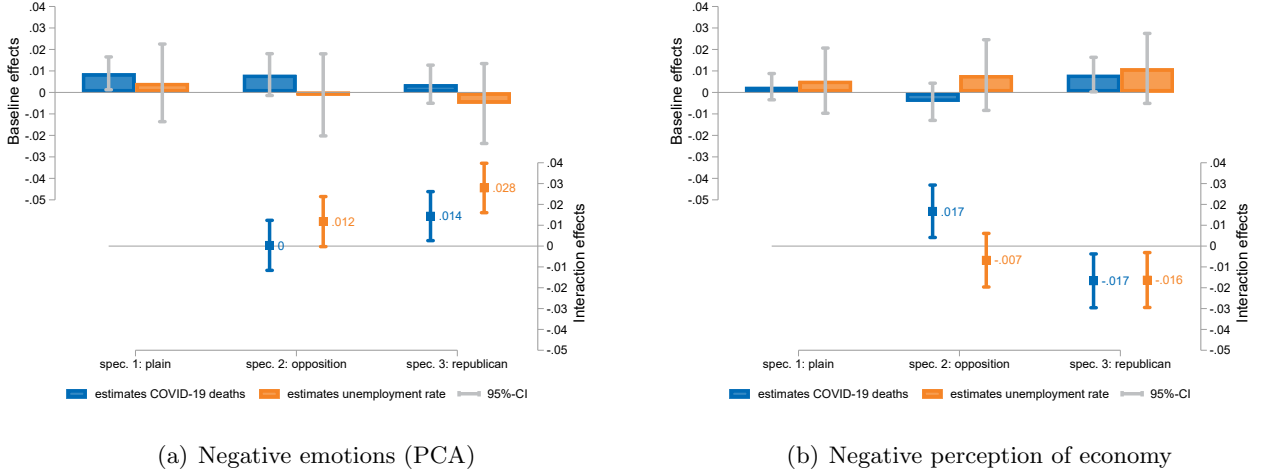 .04
.03
.02
.01
0
-.01
-.02
-.03
-.04
-.05
Baseline effects
.04
.03
.02
.01
0
-.01
-.02
-.03
-.04
-.05
Interaction effects
0
.012
.014
.028
spec. 1: plain
spec. 2: opposition
spec. 3: republican
estimates COVID-19 deaths
estimates unemployment rate
95%-CI
(a) Negative emotions (PCA)
.04
.03
.02
.01
0
-.01
-.02
-.03
-.04
-.05
Baseline effects
.04
.03
.02
.01
0
-.01
-.02
-.03
-.04
-.05
Interaction effects
.017
-.007
-.017
-.016
spec. 1: plain
spec. 2: opposition
spec. 3: republican
estimates COVID-19 deaths
estimates unemployment rate
95%-CI
(b) Negative perception of economy